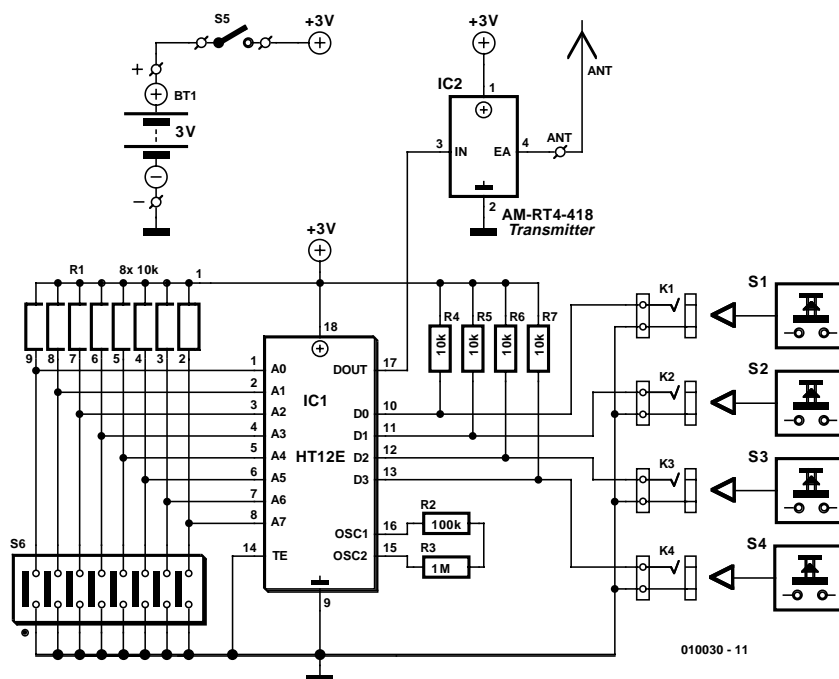 S5
+3V
+
BT1
3V
−
+3V
IC2
1
3
IN
EA
4
2
ANT
ANT
AM-RT4-418
Transmitter
+3V
R1
8x 10k
1
9
8
7
6
5
4
3
2
18
1
A0
2
A1
3
A2
4
A3
5
A4
6
A5
7
A6
8
A7
14
TE
IC1
HT12E
DOUT
17
D0
10
D1
11
D2
12
D3
13
OSC1
16
OSC2
15
9
R4
10k
R5
10k
R6
10k
R7
10k
R2
100k
R3
1M
S6
K1
S1
K2
S2
K3
S3
K4
S4
010030 - 11